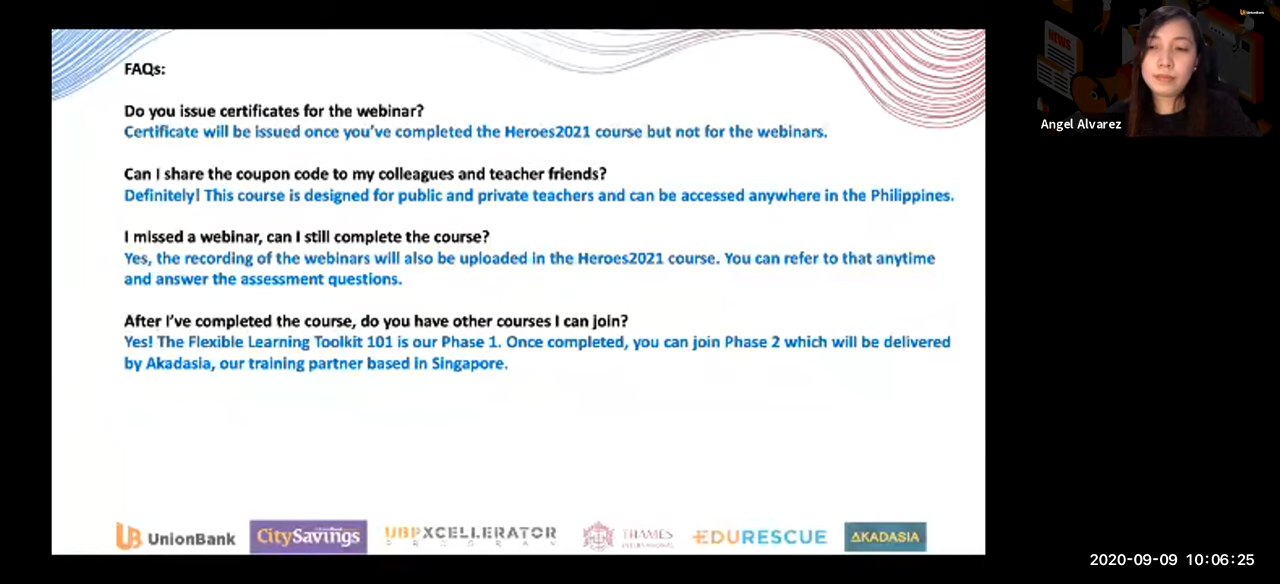 FAQs:
Do you issue certificates for the webinar?
Certificate will be issued once you've completed the Heroes2021 course but not for the webinars.
Can I share the coupon code to my colleagues and teacher friends?
Definitely! This course is designed for public and private teachers and can be accessed anywhere in the Philippines.
I missed a webinar, can I still complete the course?
Yes, the recording of the webinars will also be uploaded in the Heroes2021 course. You can refer to that anytime
and answer the assessment questions.
After I've completed the course, do you have other courses I can join?
Yes! The Flexible Learning Toolkit 101 is our Phase 1. Once completed, you can join Phase 2 which will be delivered
by Akadasia, our training partner based in Singapore.
UB UnionBank
CitySavings
UBPXCELLERATOR
PROGRAM
THAMES
INTERNATIONAL
EDURESCUE
AKADASIA
NEWS
UnionBank
Angel Alvarez
2020-09-09 10:06:25